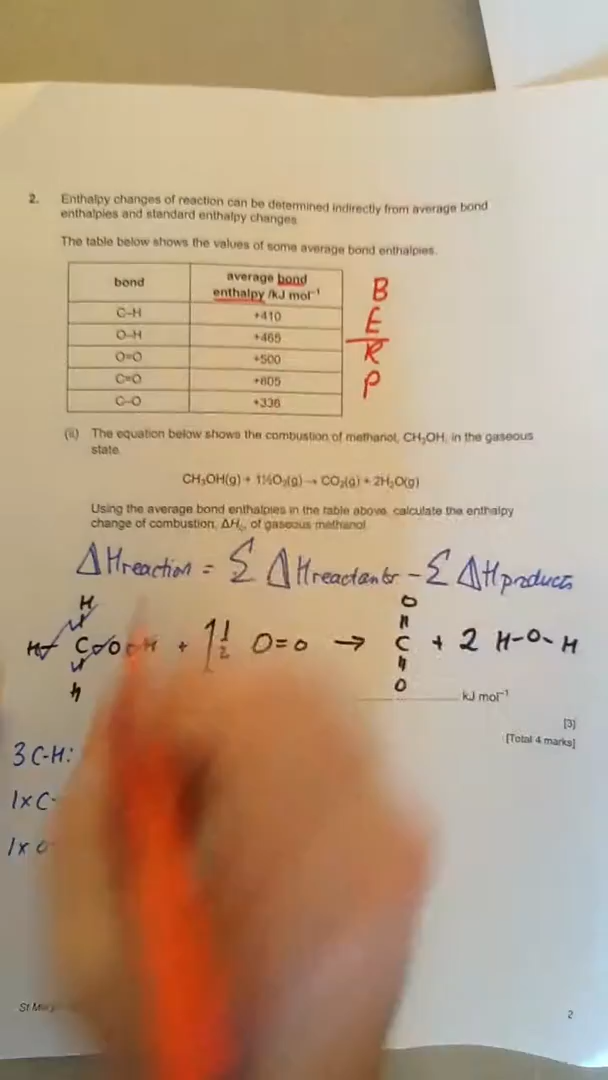 2. Enthalpy changes of reaction can be determined indirectly from average bond
enthalpies and standard enthalpy changes.
The table below shows the values of some average bond enthalpies.
bond average bond enthalpy /kJ mol⁻¹
C–H +410
O–H +465
O=O +500
C=O +805
C–O +336
B
E
R
P
(ii) The equation below shows the combustion of methanol, CH₃OH, in the gaseous
state.
CH₃OH(g) + 1½O₂(g) → CO₂(g) + 2H₂O(g)
Using the average bond enthalpies in the table above, calculate the enthalpy
change of combustion, ΔHc, of gaseous methanol.
ΔHreaction = Σ ΔHreactants - Σ ΔHproducts
H O
H C O H + 1½ O=O → C + 2 H-O-H
H O
kJ mol⁻¹
[3]
[Total 4 marks]
3 C-H:
1x C-
1x O
2